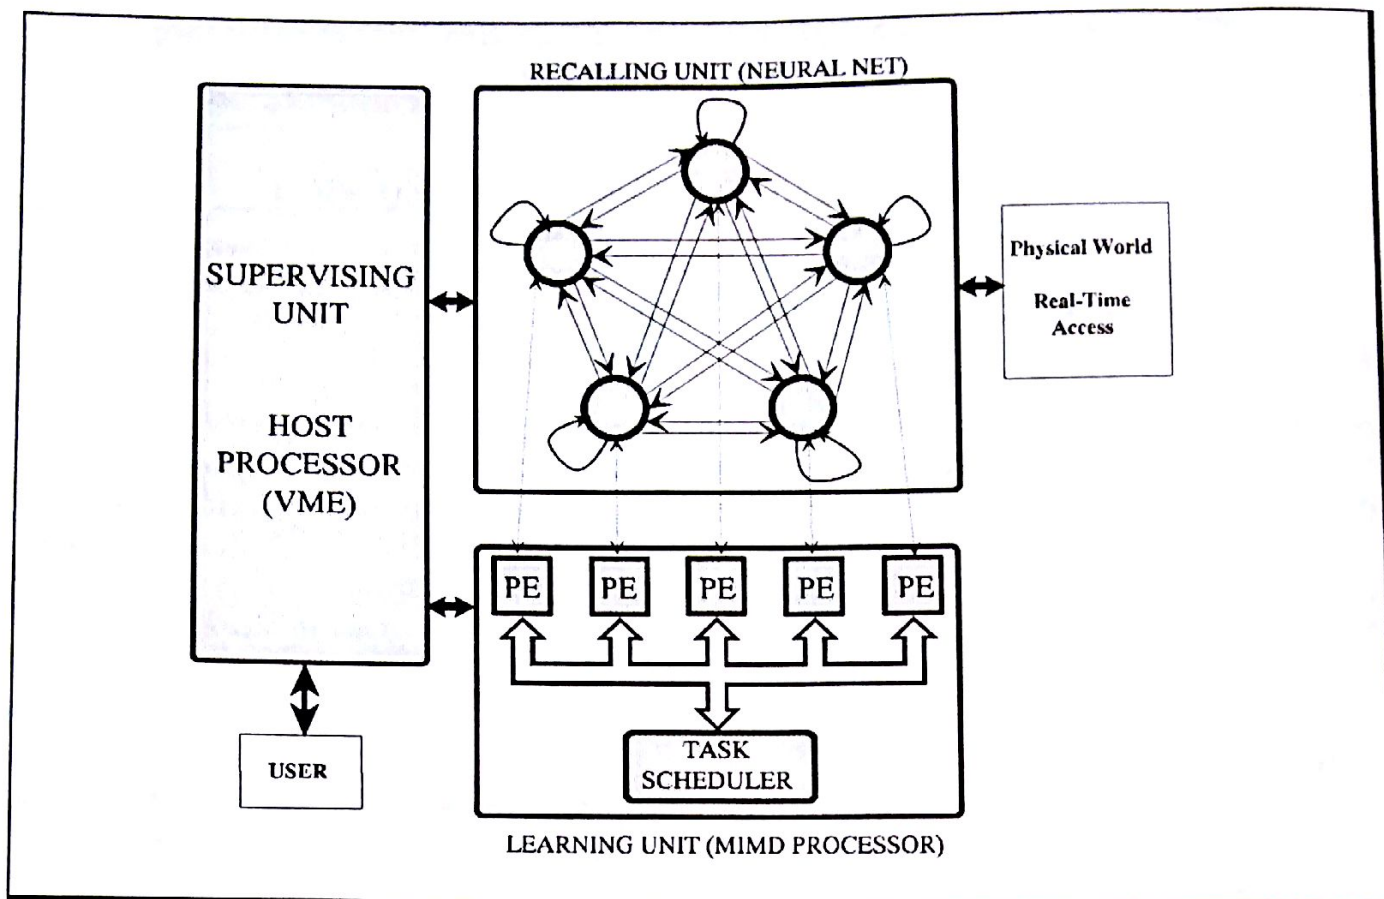 RECALLING UNIT (NEURAL NET)
SUPERVISING
UNIT
HOST
PROCESSOR
(VME)
Physical World
Real-Time
Access
PE
PE
PE
PE
PE
TASK
SCHEDULER
USER
LEARNING UNIT (MIMD PROCESSOR)